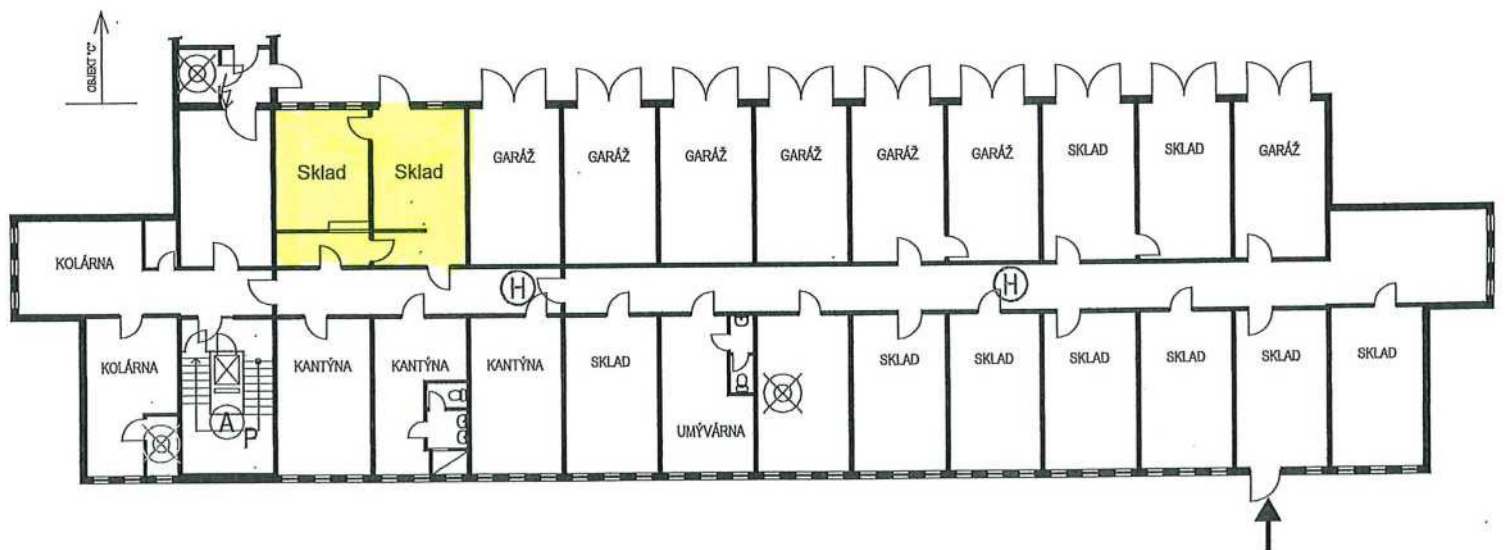 OBJEKT "C"
Sklad
Sklad
GARÁŽ
GARÁŽ
GARÁŽ
GARÁŽ
GARÁŽ
GARÁŽ
SKLAD
SKLAD
GARÁŽ
KOLÁRNA
H
H
KOLÁRNA
KANTÝNA
KANTÝNA
KANTÝNA
SKLAD
UMÝVÁRNA
SKLAD
SKLAD
SKLAD
SKLAD
SKLAD
SKLAD
A
P